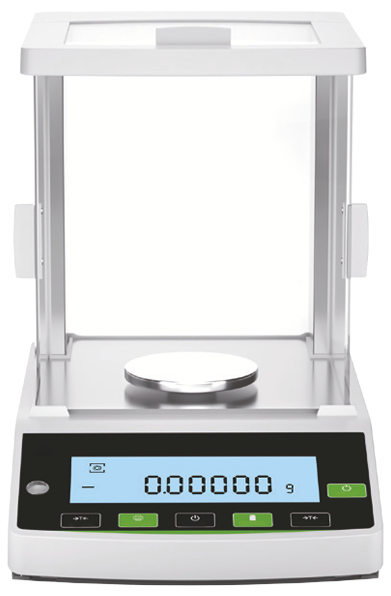 — 0.00000 g
→T← →T←